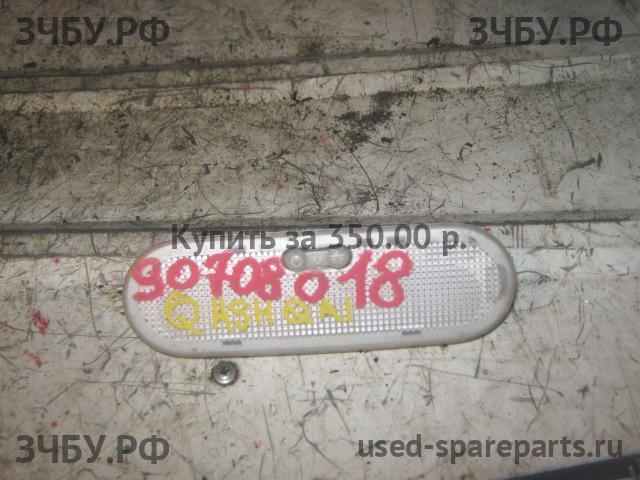 ЗЧБУ.РФ ЗЧБУ.РФ
Купить за 350.00 р.
90708018
QASHQAI
ЗЧБУ.РФ used-spareparts.ru